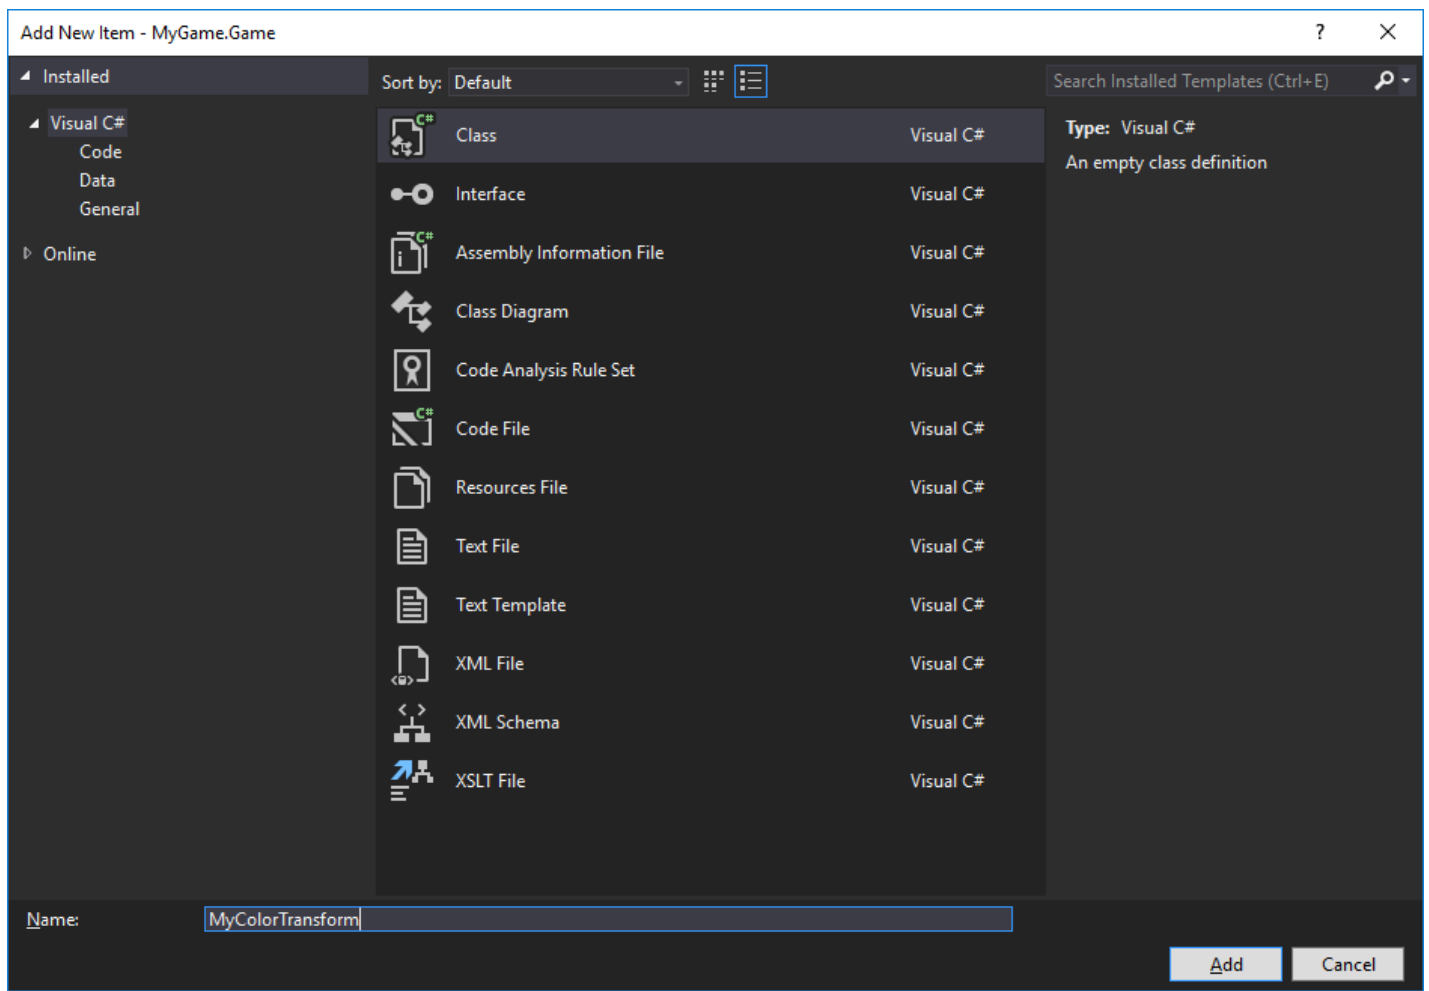 Add New Item - MyGame.Game
?
Installed
Sort by: Default
Search Installed Templates (Ctrl+E)
Visual C#
Code
Data
General
Online
C#
Class Visual C#
Interface Visual C#
C#
Assembly Information File Visual C#
Class Diagram Visual C#
Code Analysis Rule Set Visual C#
C#
Code File Visual C#
Resources File Visual C#
Text File Visual C#
Text Template Visual C#
XML File Visual C#
XML Schema Visual C#
XSLT File Visual C#
Type: Visual C#
An empty class definition
Name: MyColorTransform
Add Cancel